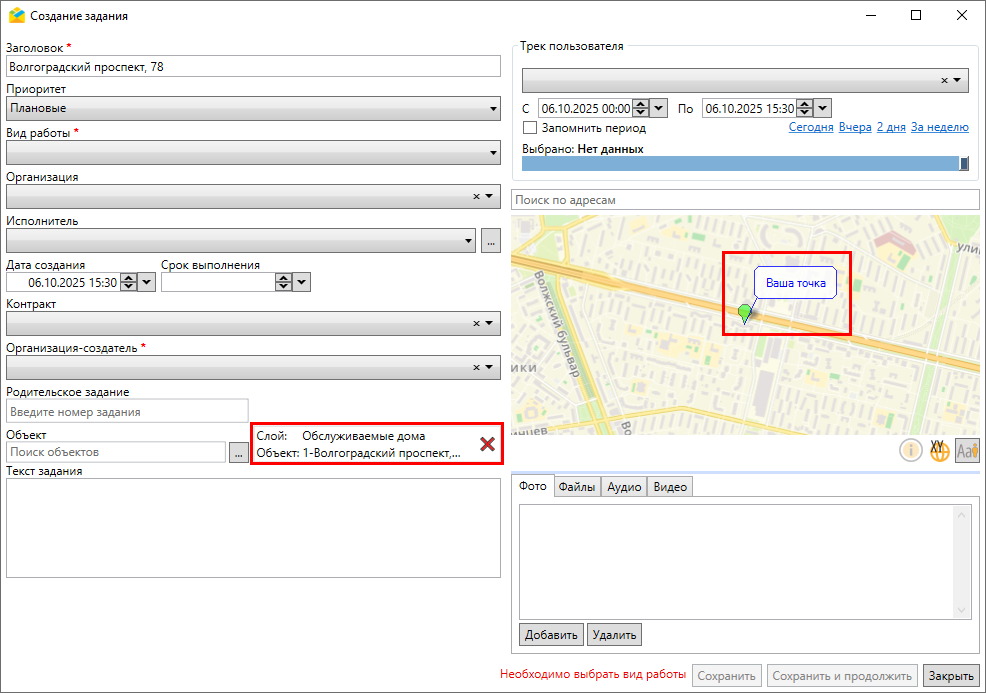 Создание задания
Заголовок *
Волгоградский проспект, 78
Приоритет
Плановые
Вид работы *
Организация
Исполнитель
...
Дата создания Срок выполнения
06.10.2025 15:30
Контракт
Организация-создатель *
Родительское задание
Введите номер задания
Объект
Поиск объектов
...
Слой: Обслуживаемые дома
Объект: 1-Волгоградский проспект,...
Текст задания
Трек пользователя
С 06.10.2025 00:00 По 06.10.2025 15:30
Запомнить период
Сегодня Вчера 2 дня За неделю
Выбрано: Нет данных
Поиск по адресам
Ваша точка
Волжский бульвар
ули
ики
инцев
Во
XY
Aa
Фото Файлы Аудио Видео
Добавить Удалить
Необходимо выбрать вид работы
Сохранить
Сохранить и продолжить
Закрыть